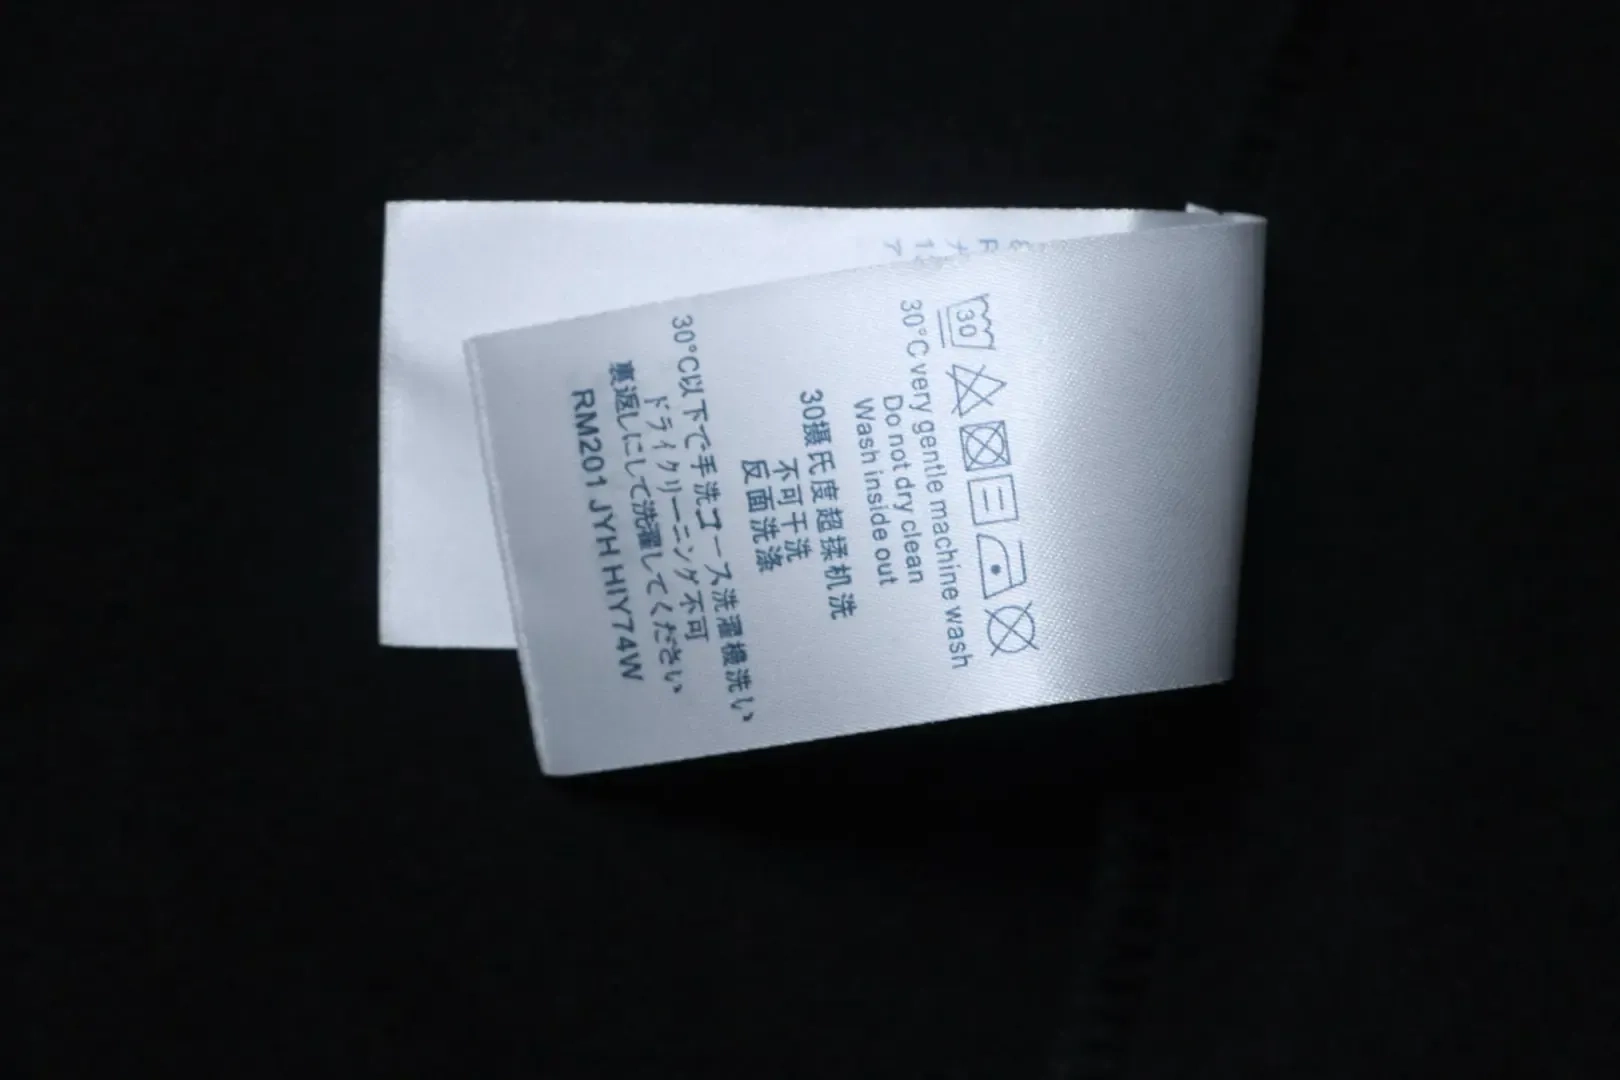 30
30°C very gentle machine wash
Do not dry clean
Wash inside out
30摄氏度超揉机洗
不可干洗
反面洗涤
30°C以下で手洗コース洗濯機洗い
ドライクリーニング不可
裏返しにして洗濯してください
RM201 JYH HIY74W